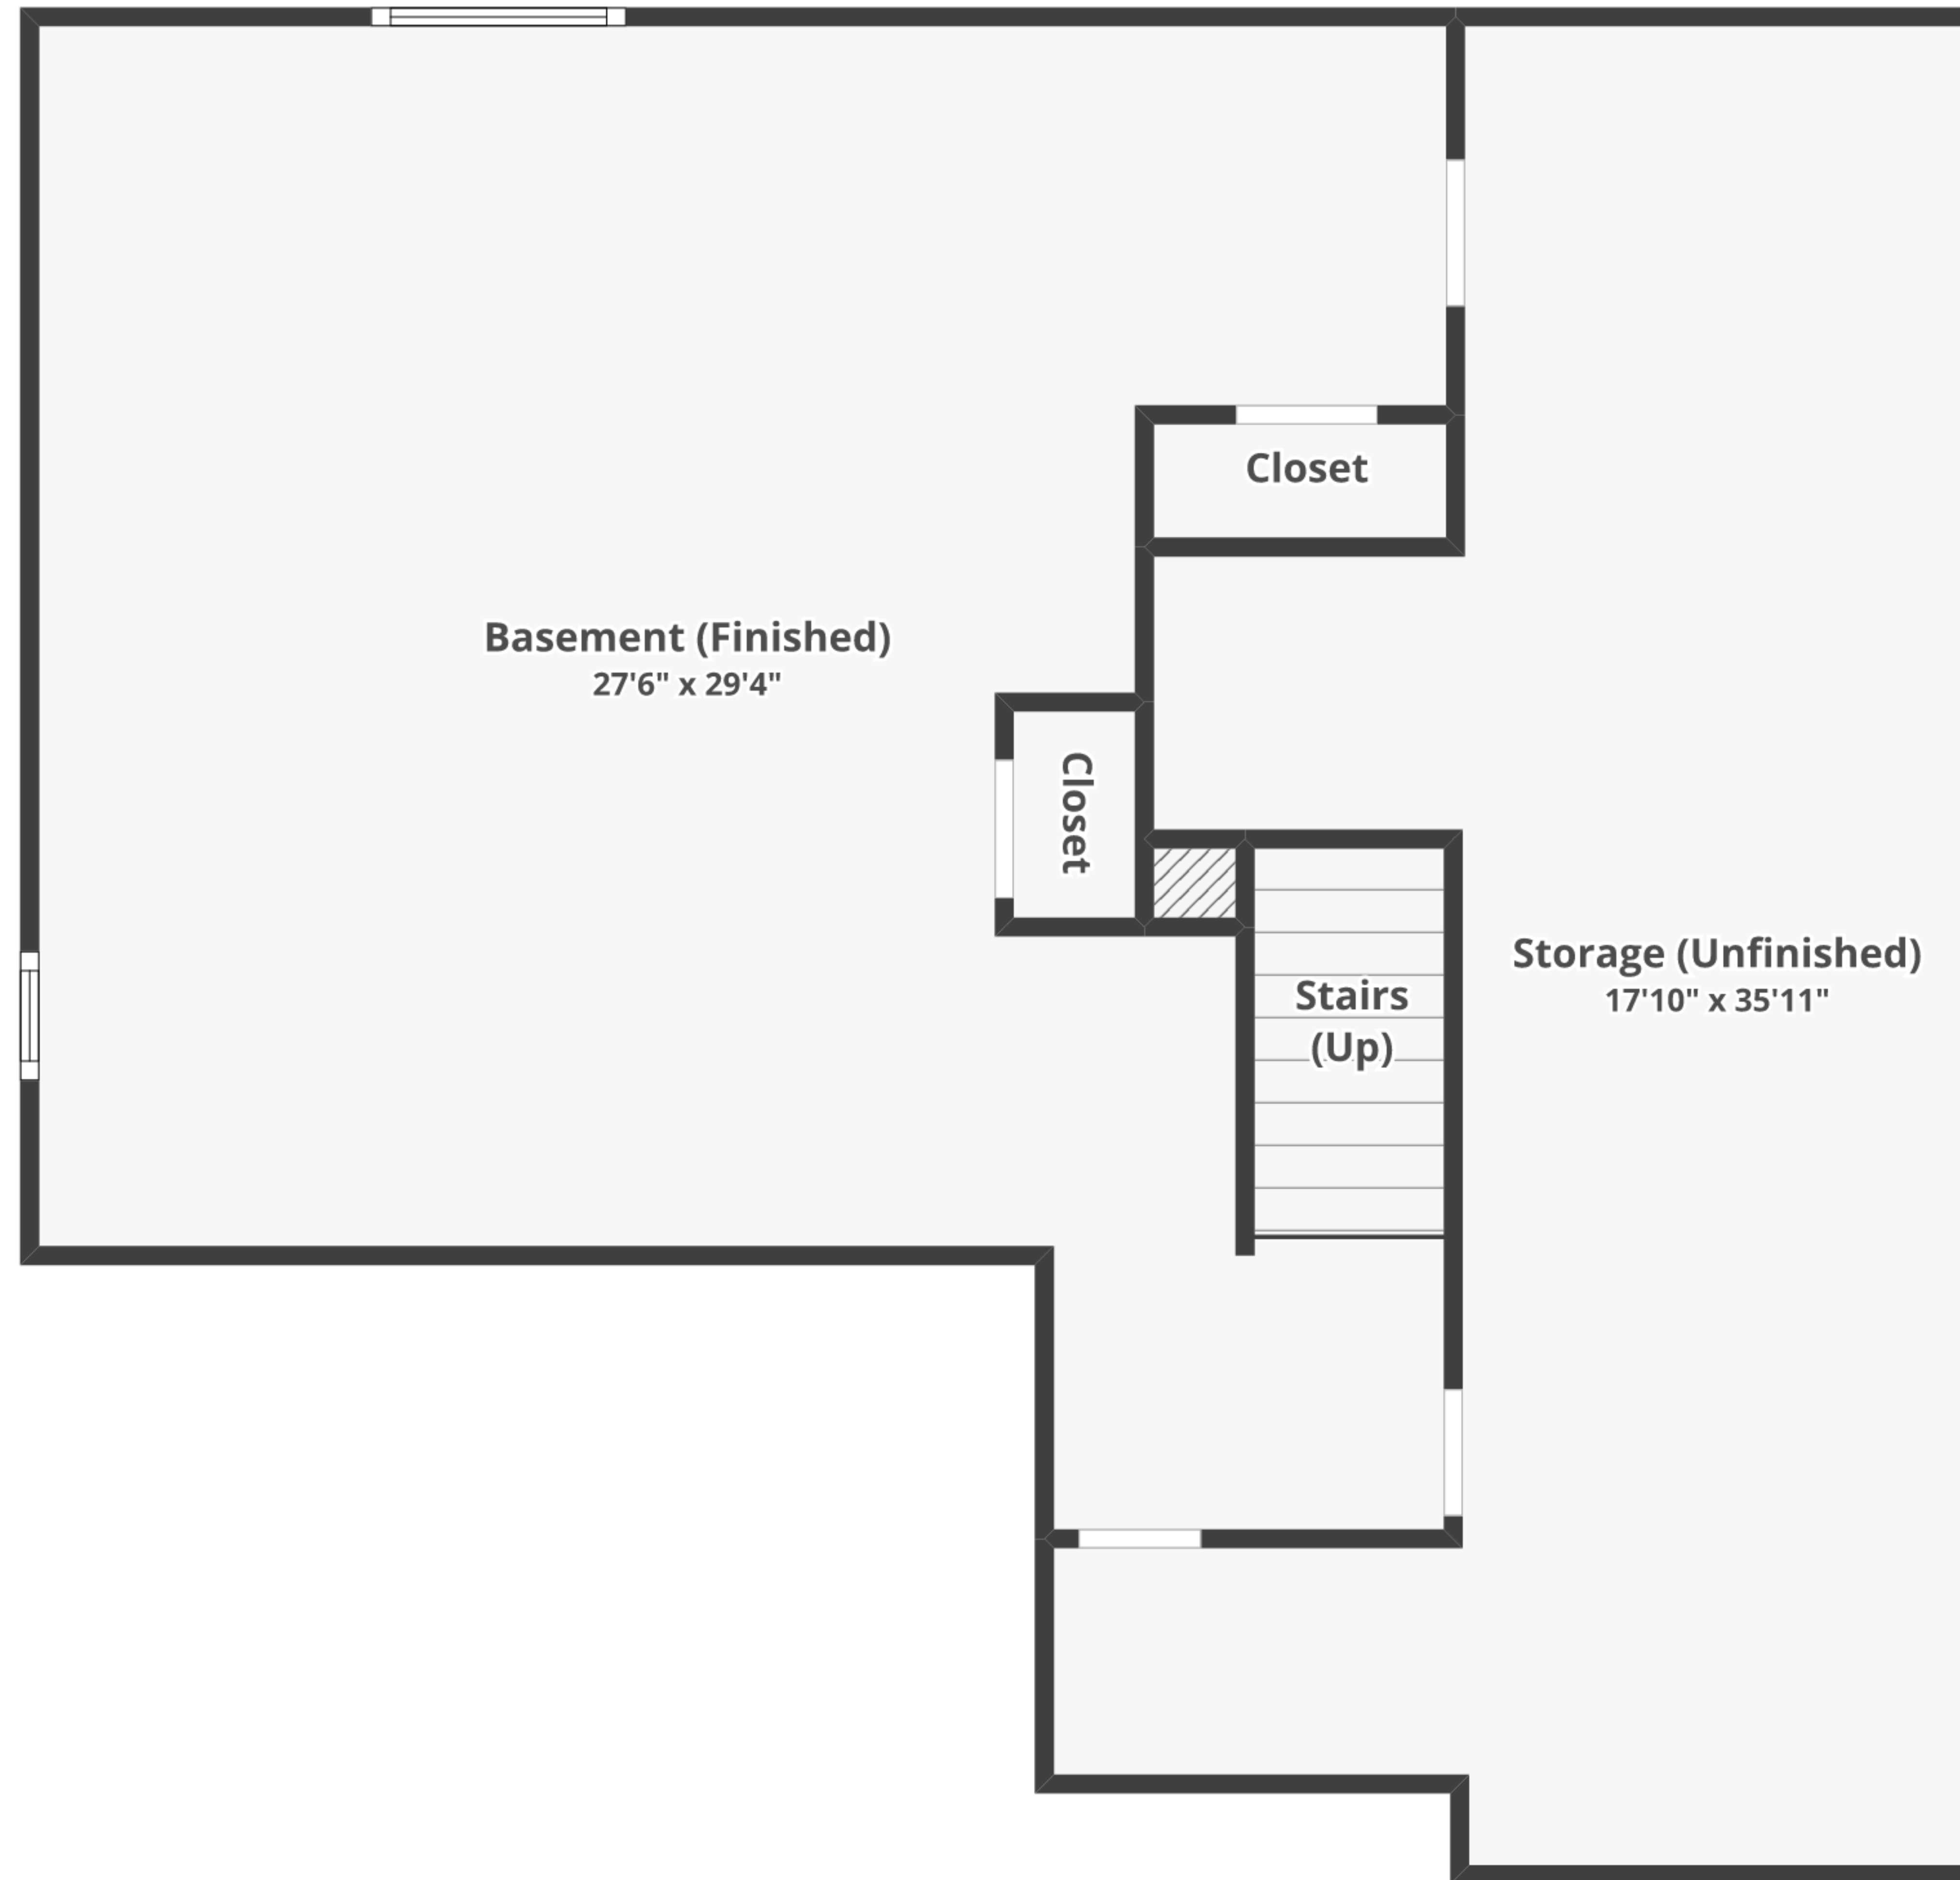 Closet
Basement (Finished)
27'6" x 29'4"
Closet
Storage (Unfinished)
17'10" x 35'11"
Stairs
(Up)